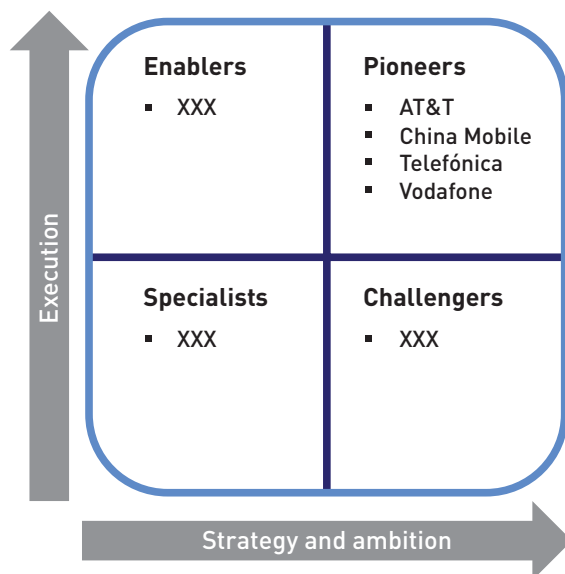 Enablers
▪ XXX
Pioneers
▪ AT&T
▪ China Mobile
▪ Telefónica
▪ Vodafone
Execution
Specialists
▪ XXX
Challengers
▪ XXX
Strategy and ambition